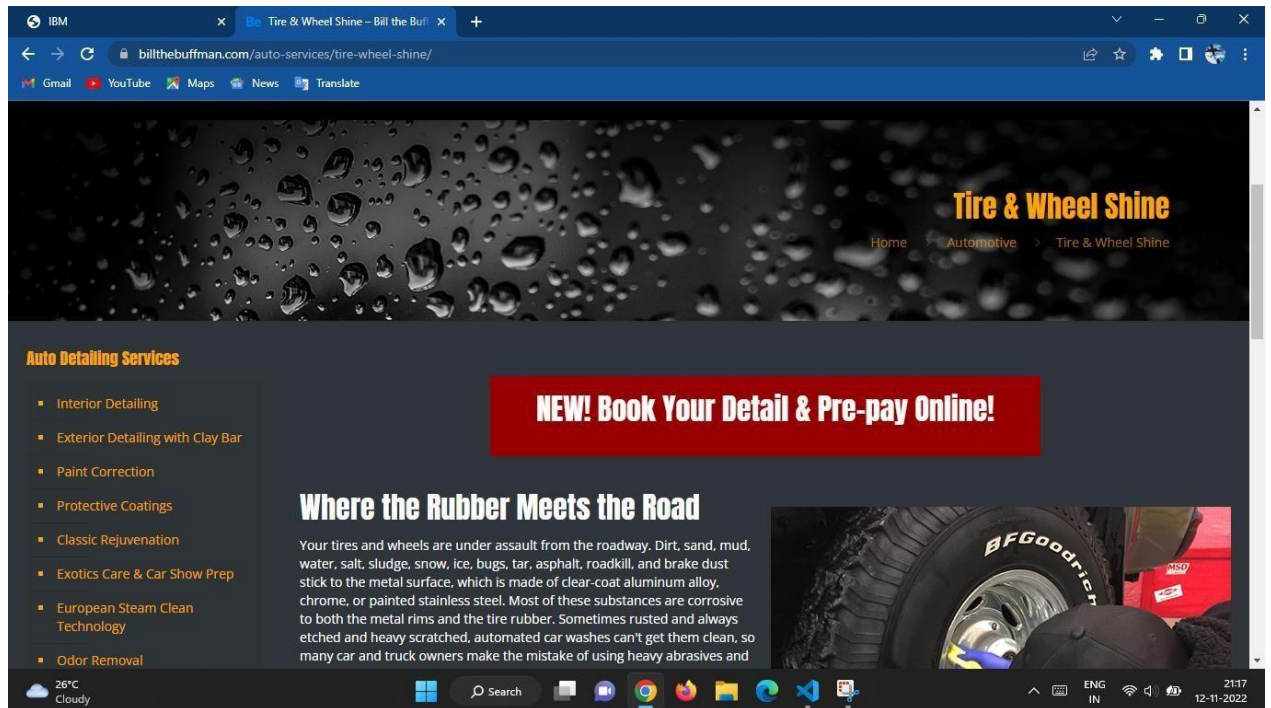 IBM
Be Tire & Wheel Shine – Bill the Buf
billthebuffman.com/auto-services/tire-wheel-shine/
Gmail YouTube Maps News Translate
Tire & Wheel Shine
Home > Automotive > Tire & Wheel Shine
Auto Detailing Services
Interior Detailing
Exterior Detailing with Clay Bar
Paint Correction
Protective Coatings
Classic Rejuvenation
Exotics Care & Car Show Prep
European Steam Clean
Technology
Odor Removal
NEW! Book Your Detail & Pre-pay Online!
Where the Rubber Meets the Road
Your tires and wheels are under assault from the roadway. Dirt, sand, mud,
water, salt, sludge, snow, ice, bugs, tar, asphalt, roadkill, and brake dust
stick to the metal surface, which is made of clear-coat aluminum alloy,
chrome, or painted stainless steel. Most of these substances are corrosive
to both the metal rims and the tire rubber. Sometimes rusted and always
etched and heavy scratched, automated car washes can't get them clean, so
many car and truck owners make the mistake of using heavy abrasives and
BFGoodrich
MSD
26°C
Cloudy
Search
ENG
IN
21:17
12-11-2022